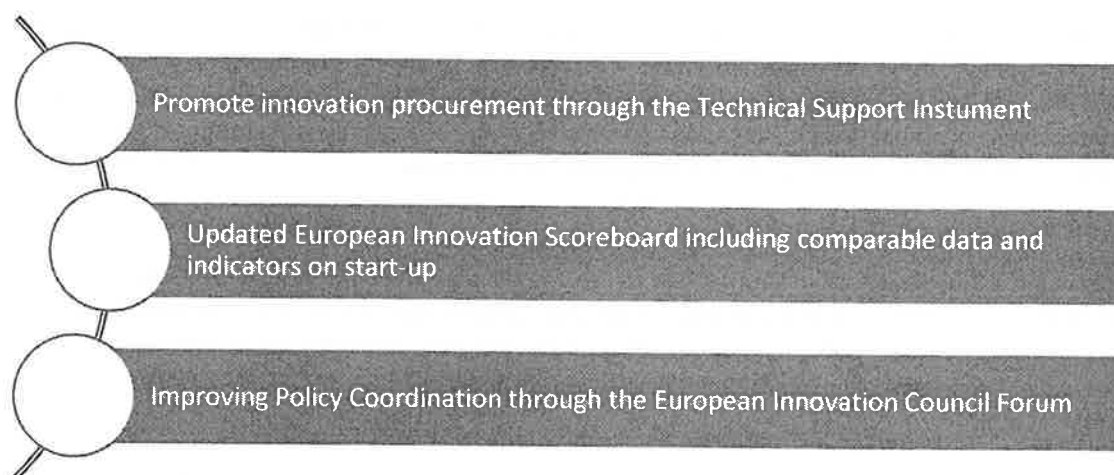 Promote innovation procurement through the Technical Support Instument
Updated European Innovation Scoreboard including comparable data and
indicators on start-up
Improving Policy Coordination through the European Innovation Council Forum